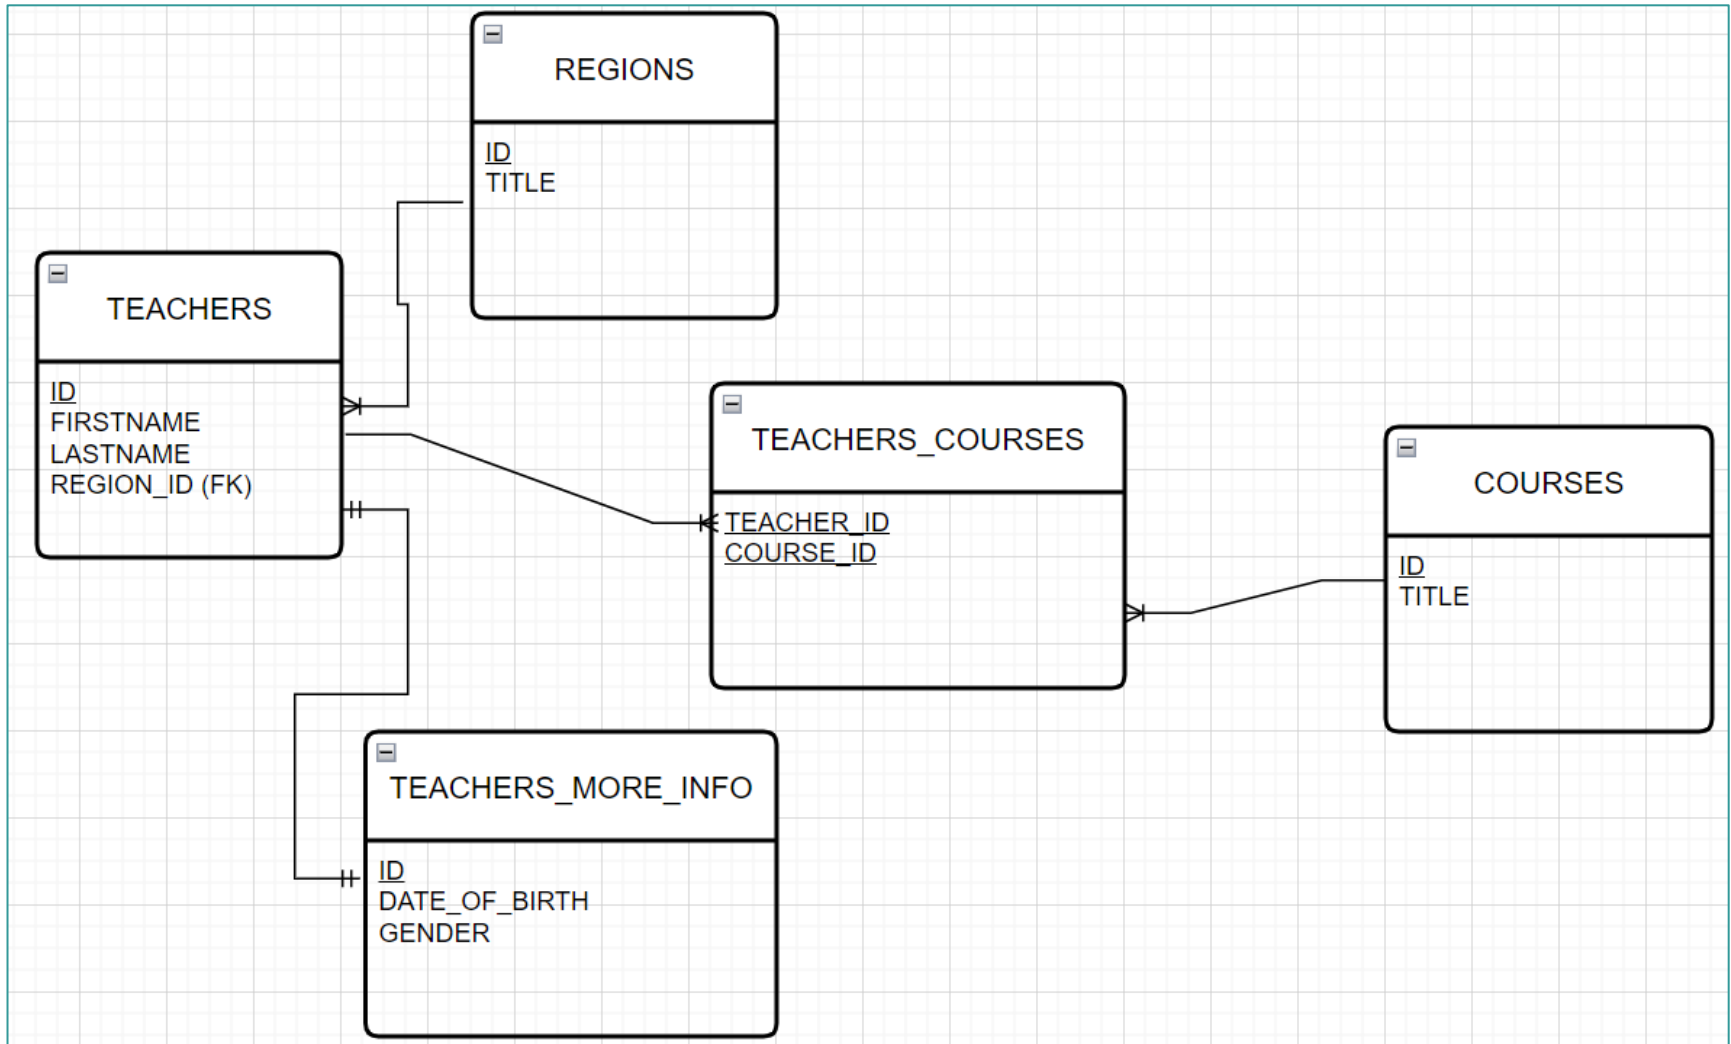 REGIONS
ID
TITLE
TEACHERS
ID
FIRSTNAME
LASTNAME
REGION_ID (FK)
TEACHERS_COURSES
TEACHER_ID
COURSE_ID
COURSES
ID
TITLE
TEACHERS_MORE_INFO
ID
DATE_OF_BIRTH
GENDER